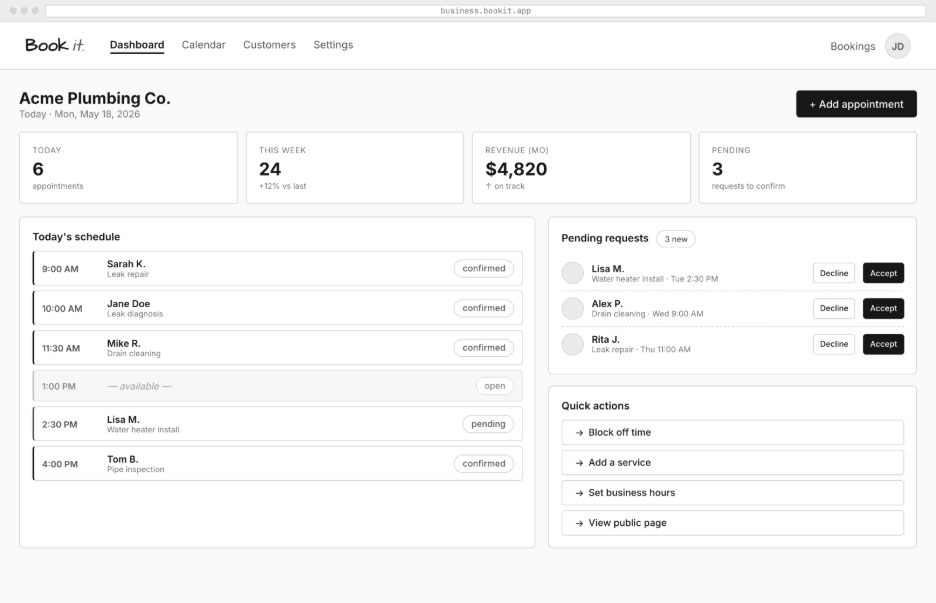 business.bookit.app
Book it.
Dashboard
Calendar
Customers
Settings
Bookings
JD
Acme Plumbing Co.
Today · Mon, May 18, 2026
+ Add appointment
TODAY
6
appointments
THIS WEEK
24
+12% vs last
REVENUE (MO)
$4,820
↑ on track
PENDING
3
requests to confirm
Today's schedule
9:00 AM
Sarah K.
Leak repair
confirmed
10:00 AM
Jane Doe
Leak diagnosis
confirmed
11:30 AM
Mike R.
Drain cleaning
confirmed
1:00 PM
— available —
open
2:30 PM
Lisa M.
Water heater install
pending
4:00 PM
Tom B.
Pipe inspection
confirmed
Pending requests
3 new
Lisa M.
Water heater install · Tue 2:30 PM
Decline
Accept
Alex P.
Drain cleaning · Wed 9:00 AM
Decline
Accept
Rita J.
Leak repair · Thu 11:00 AM
Decline
Accept
Quick actions
→ Block off time
→ Add a service
→ Set business hours
→ View public page